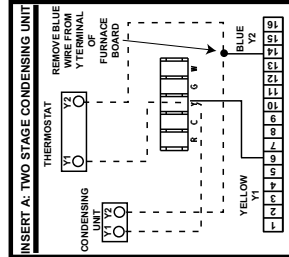 INSERT A: TWO STAGE CONDENSING UNIT
REMOVE BLUE
WIRE FROM
Y TERMINAL
OF
FURNACE
BOARD
THERMOSTAT
Y1 Y2
CONDENSING
UNIT
Y1 Y2
R C Y G W
YELLOW
Y1
BLUE
Y2
1 2 3 4 5 6 7 8 9 10 11 12 13 14 15 16